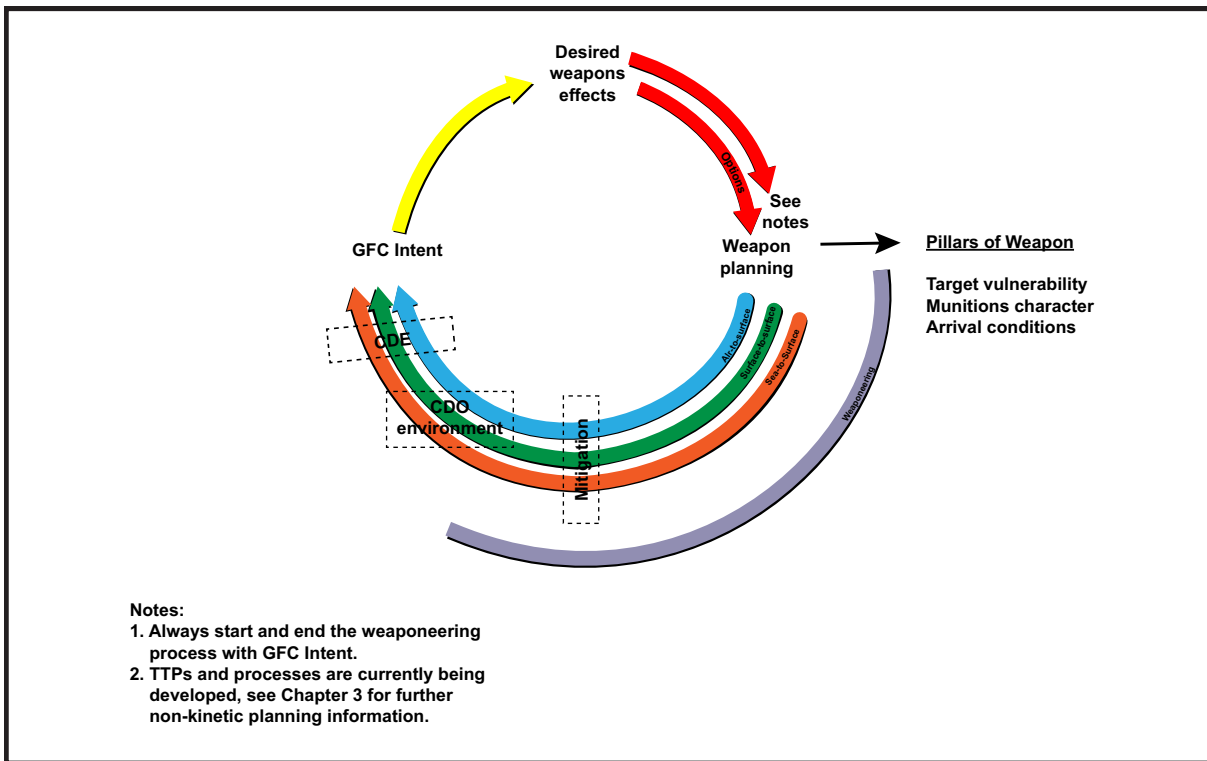 Desired
weapons
effects
Options
See
notes
GFC Intent
Weapon
planning
Pillars of Weapon
Target vulnerability
Munitions character
Arrival conditions
Air-to-surface
Surface-to-surface
Sea-to-Surface
Weaponeering
CDE
CDO
environment
Mitigation
Notes:
1. Always start and end the weaponeering
process with GFC Intent.
2. TTPs and processes are currently being
developed, see Chapter 3 for further
non-kinetic planning information.